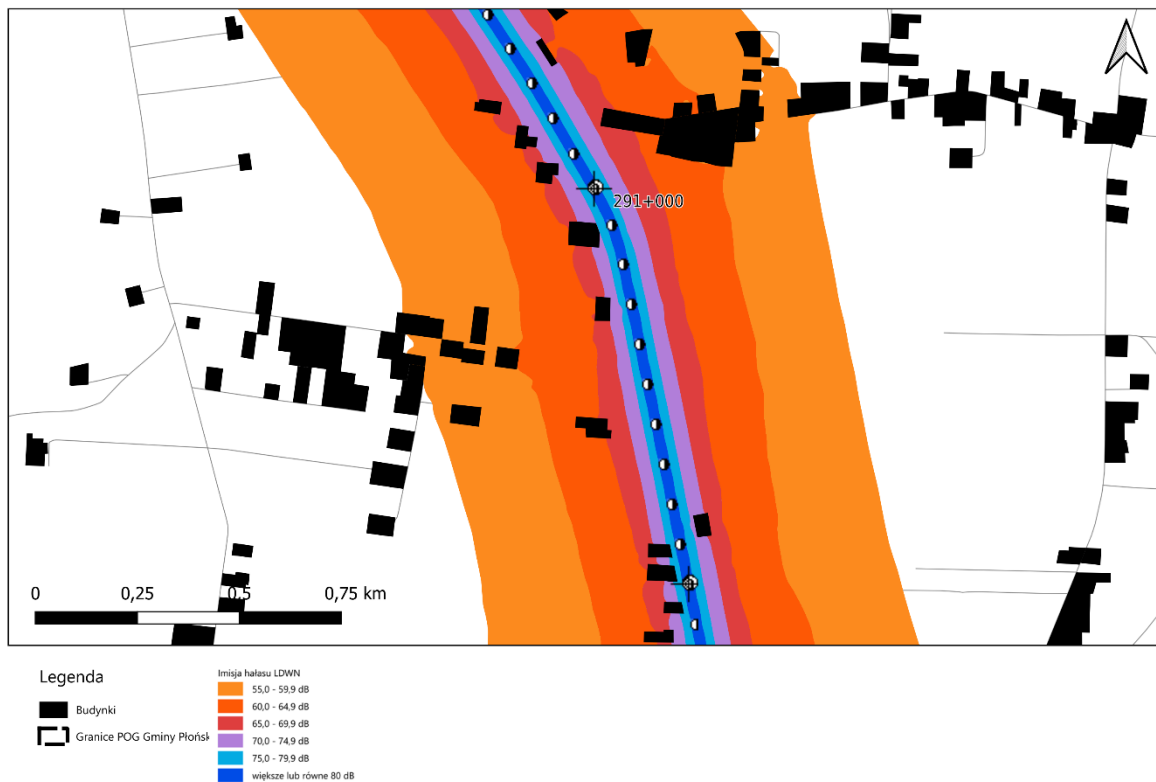 291+000
0 0,25 0,5 0,75 km
Legenda
Budynki
Granice POG Gminy Płońsk
Imisja hałasu LDWN
55,0 - 59,9 dB
60,0 - 64,9 dB
65,0 - 69,9 dB
70,0 - 74,9 dB
75,0 - 79,9 dB
większe lub równe 80 dB